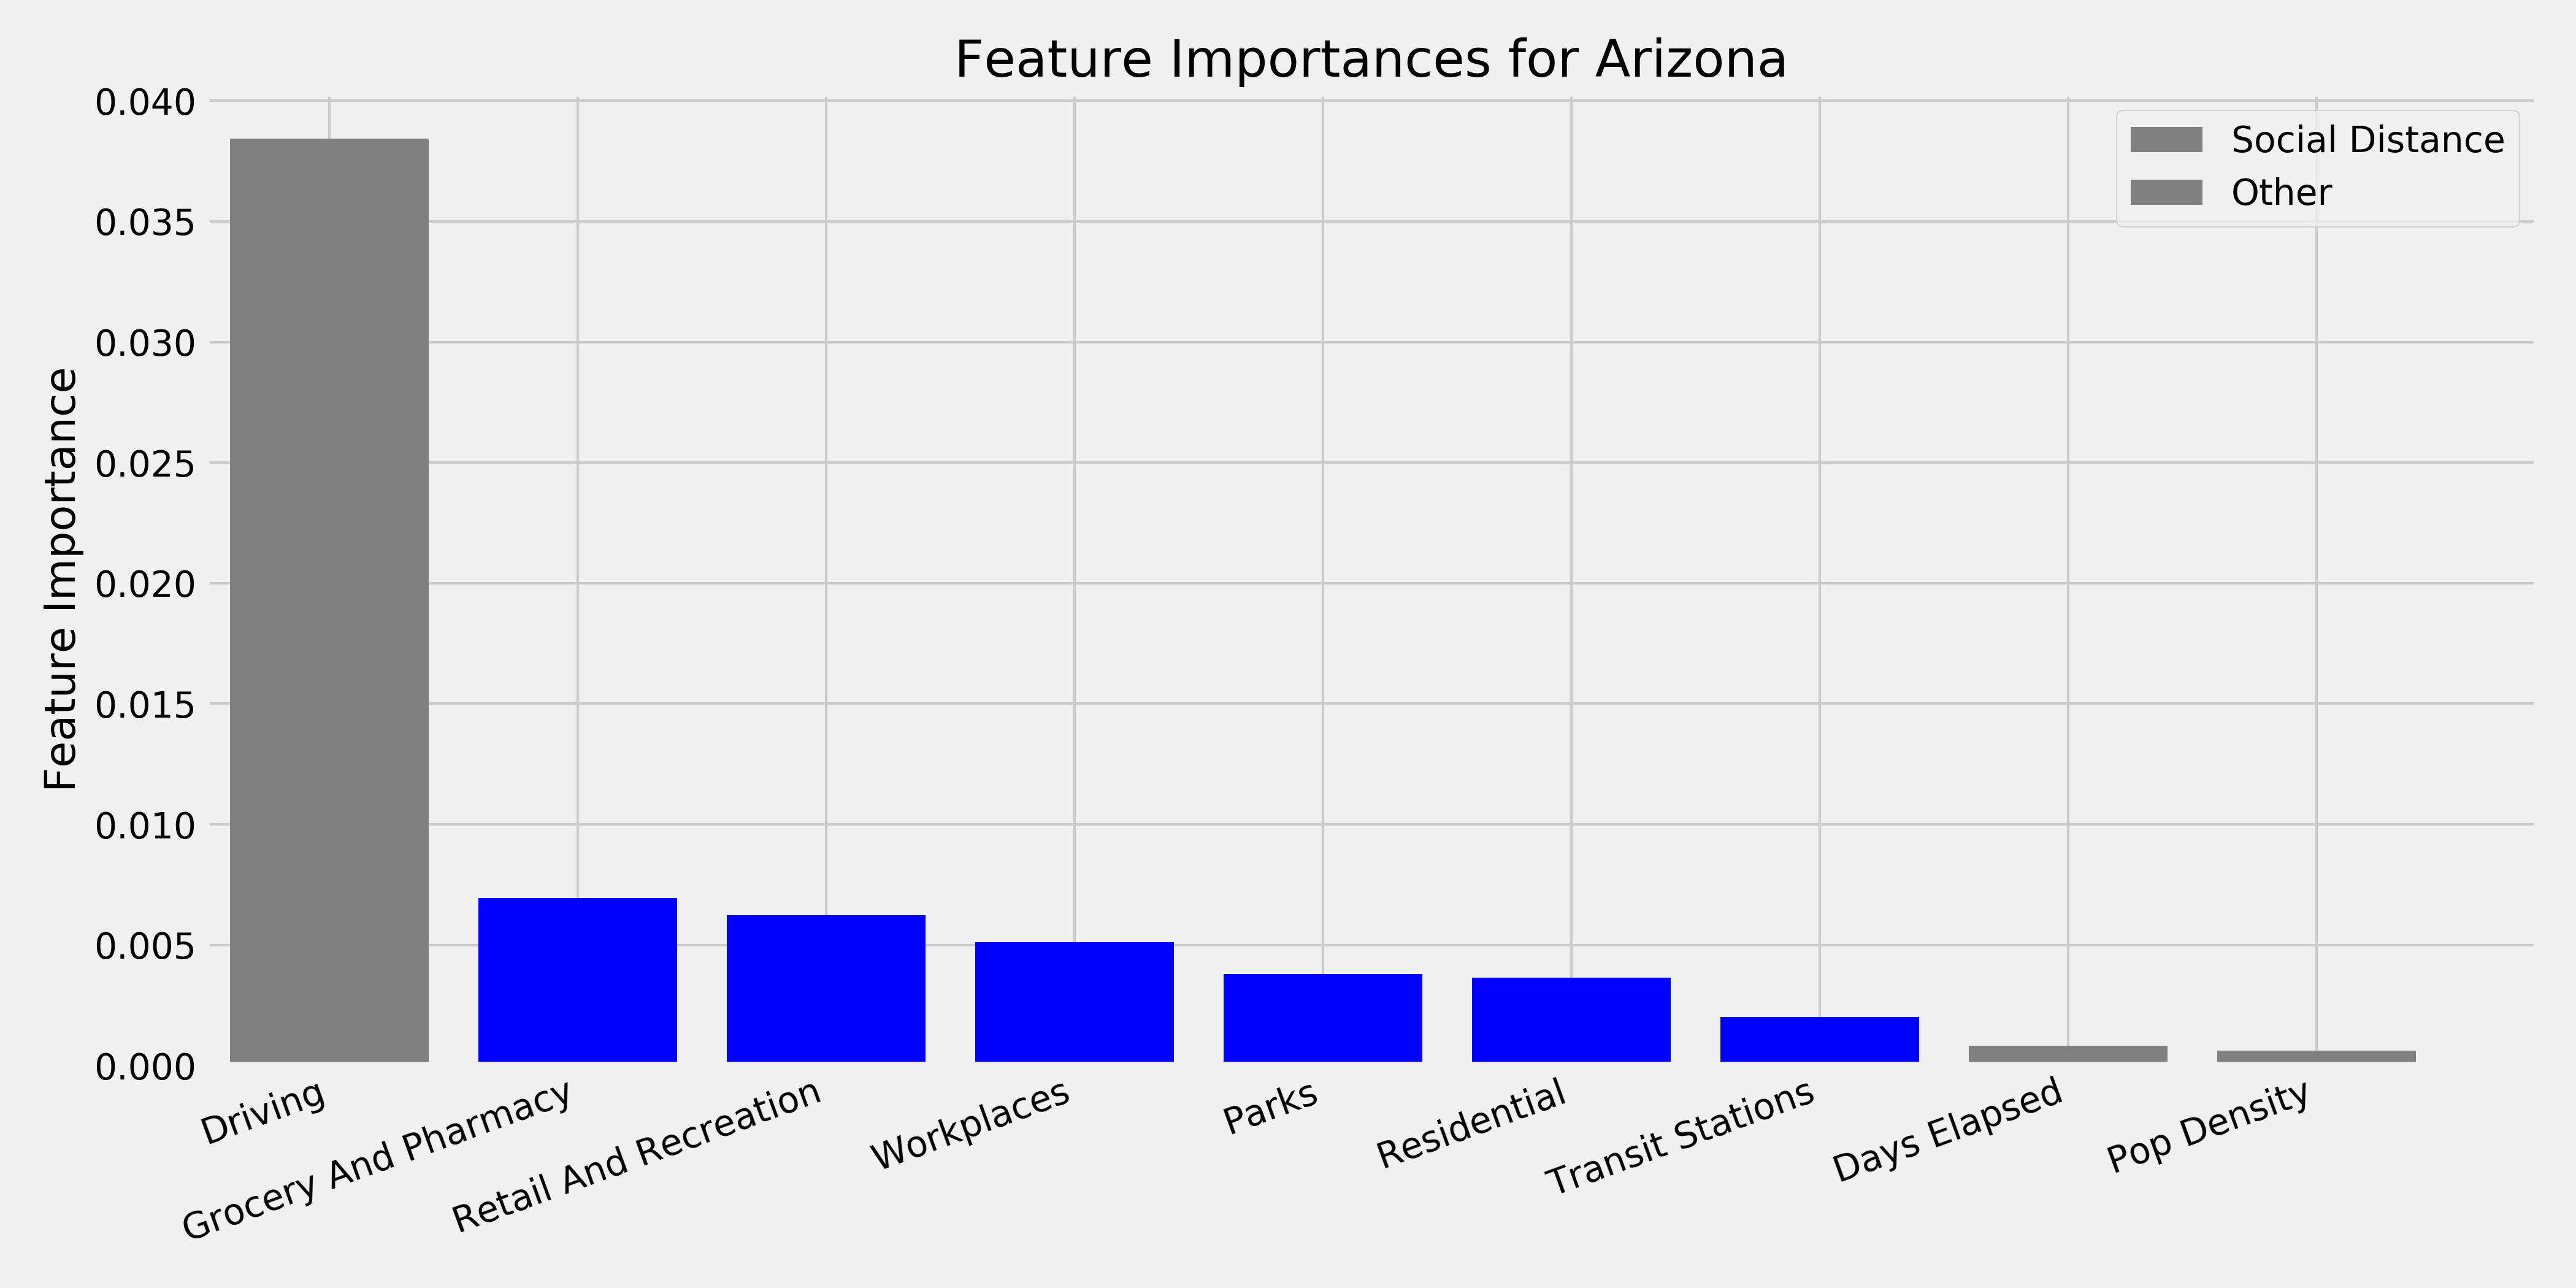 Feature Importances for Arizona
Social Distance
Other
Feature Importance
0.040
0.035
0.030
0.025
0.020
0.015
0.010
0.005
0.000
Driving
Grocery And Pharmacy
Retail And Recreation
Workplaces
Parks
Residential
Transit Stations
Days Elapsed
Pop Density